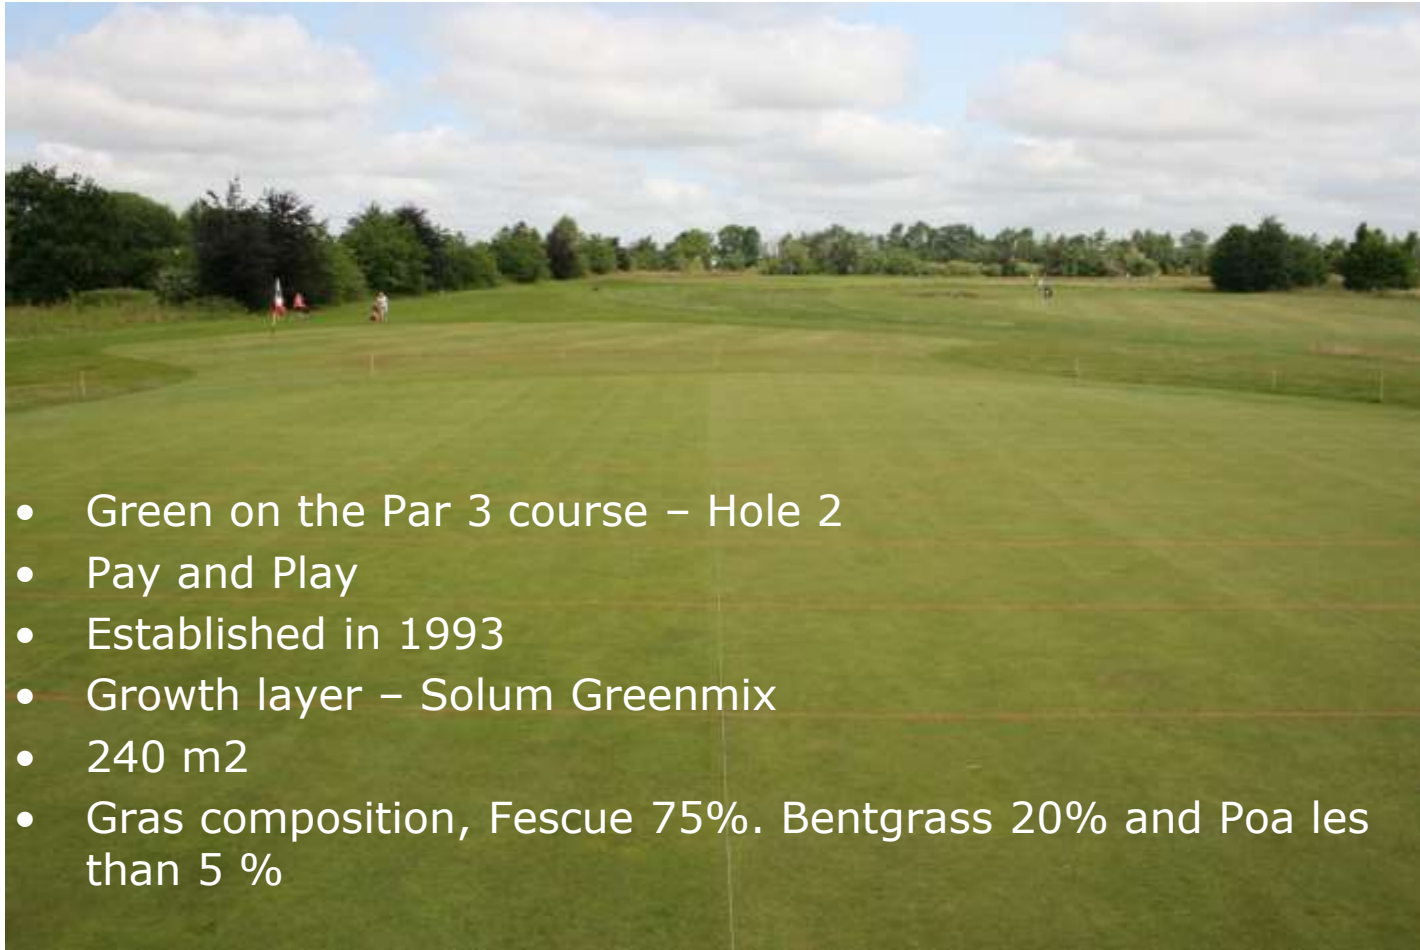 • Green on the Par 3 course – Hole 2
• Pay and Play
• Established in 1993
• Growth layer – Solum Greenmix
• 240 m2
• Gras composition, Fescue 75%. Bentgrass 20% and Poa les
than 5 %